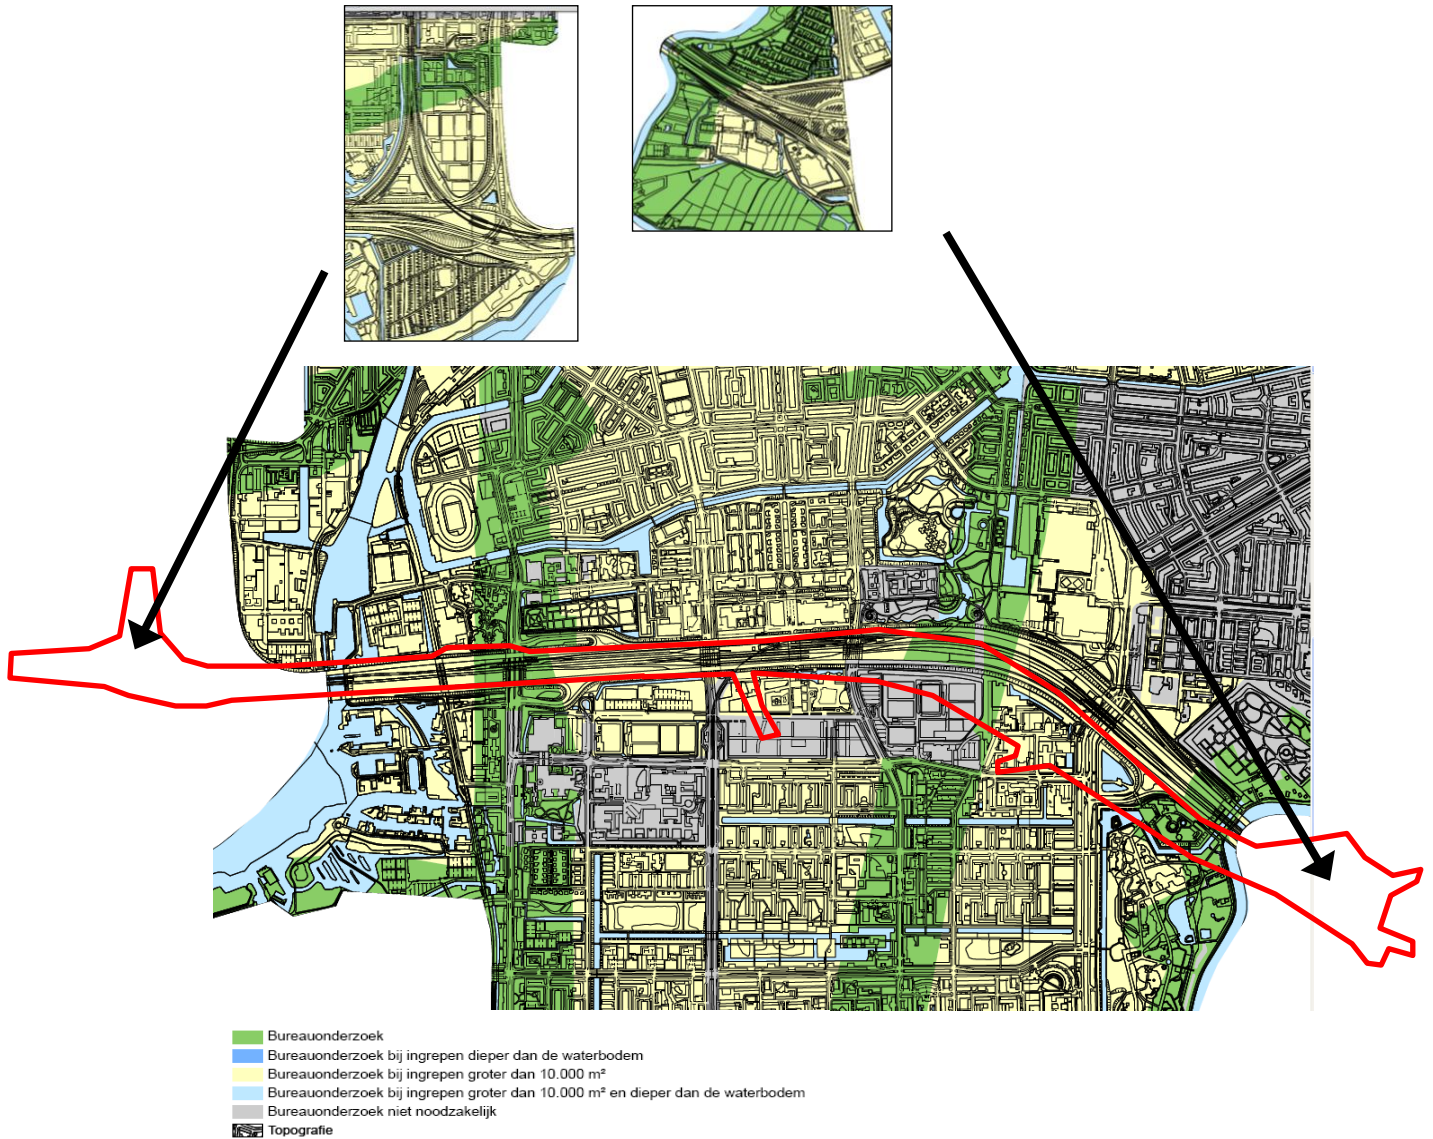 Bureauonderzoek
Bureauonderzoek bij ingrepen dieper dan de waterbodem
Bureauonderzoek bij ingrepen groter dan 10.000 m²
Bureauonderzoek bij ingrepen groter dan 10.000 m² en dieper dan de waterbodem
Bureauonderzoek niet noodzakelijk
Topografie